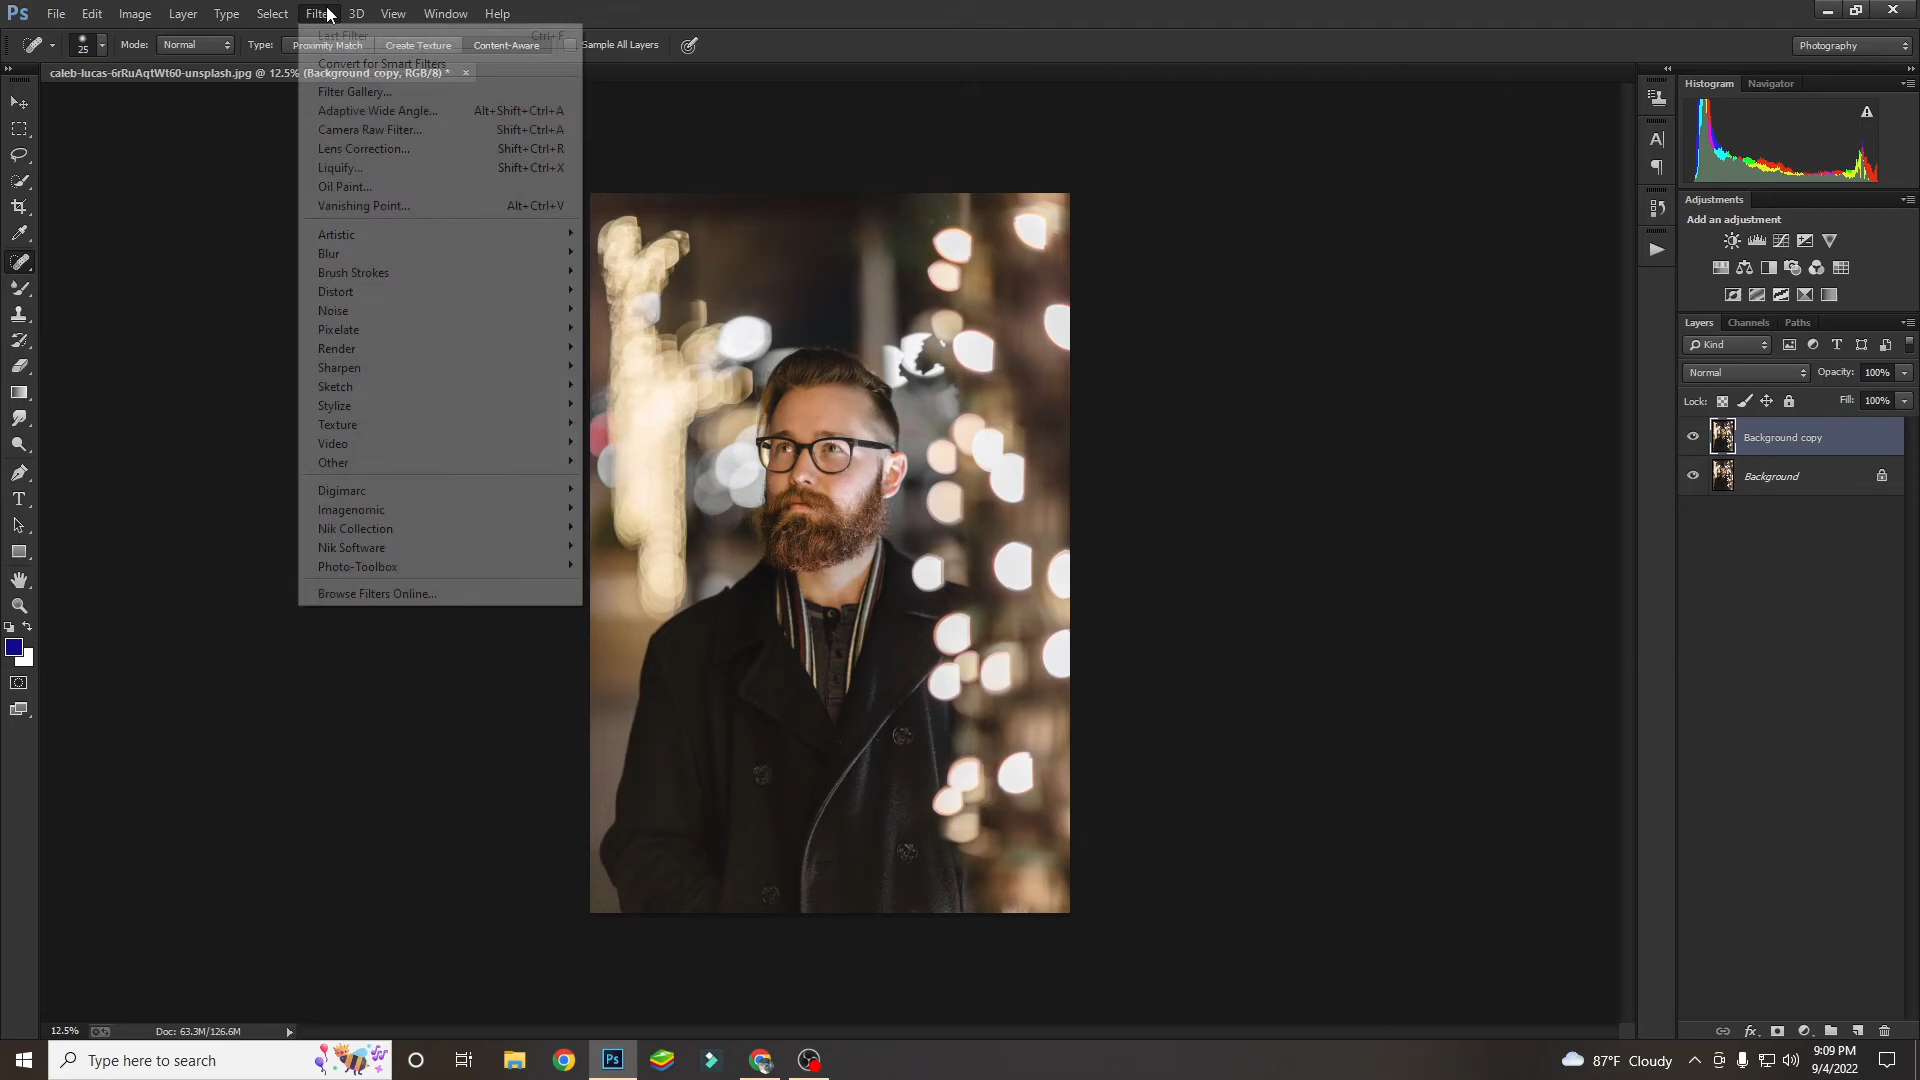 Ps File Edit Image Layer Type Select Filter 3D View Window Help
25 Mode: Normal Type: Proximity Match Create Texture Content-Aware Sample All Layers Photography
caleb-lucas-6rRuAqtWt60-unsplash.jpg @ 12.5% (Background copy, RGB/8) * ×
Last Filter Ctrl+F
Convert for Smart Filters
Filter Gallery...
Adaptive Wide Angle... Alt+Shift+Ctrl+A
Camera Raw Filter... Shift+Ctrl+A
Lens Correction... Shift+Ctrl+R
Liquify... Shift+Ctrl+X
Oil Paint...
Vanishing Point... Alt+Ctrl+V
Artistic
Blur
Brush Strokes
Distort
Noise
Pixelate
Render
Sharpen
Sketch
Stylize
Texture
Video
Other
Digimarc
Imagenomic
Nik Collection
Nik Software
Photo-Toolbox
Browse Filters Online...
Histogram Navigator
Adjustments
Add an adjustment
Layers Channels Paths
Kind
Normal Opacity: 100%
Lock: Fill: 100%
Background copy
Background
12.5% Doc: 63.3M/126.6M
fx
Type here to search
Ps
87°F Cloudy
9:09 PM
9/4/2022